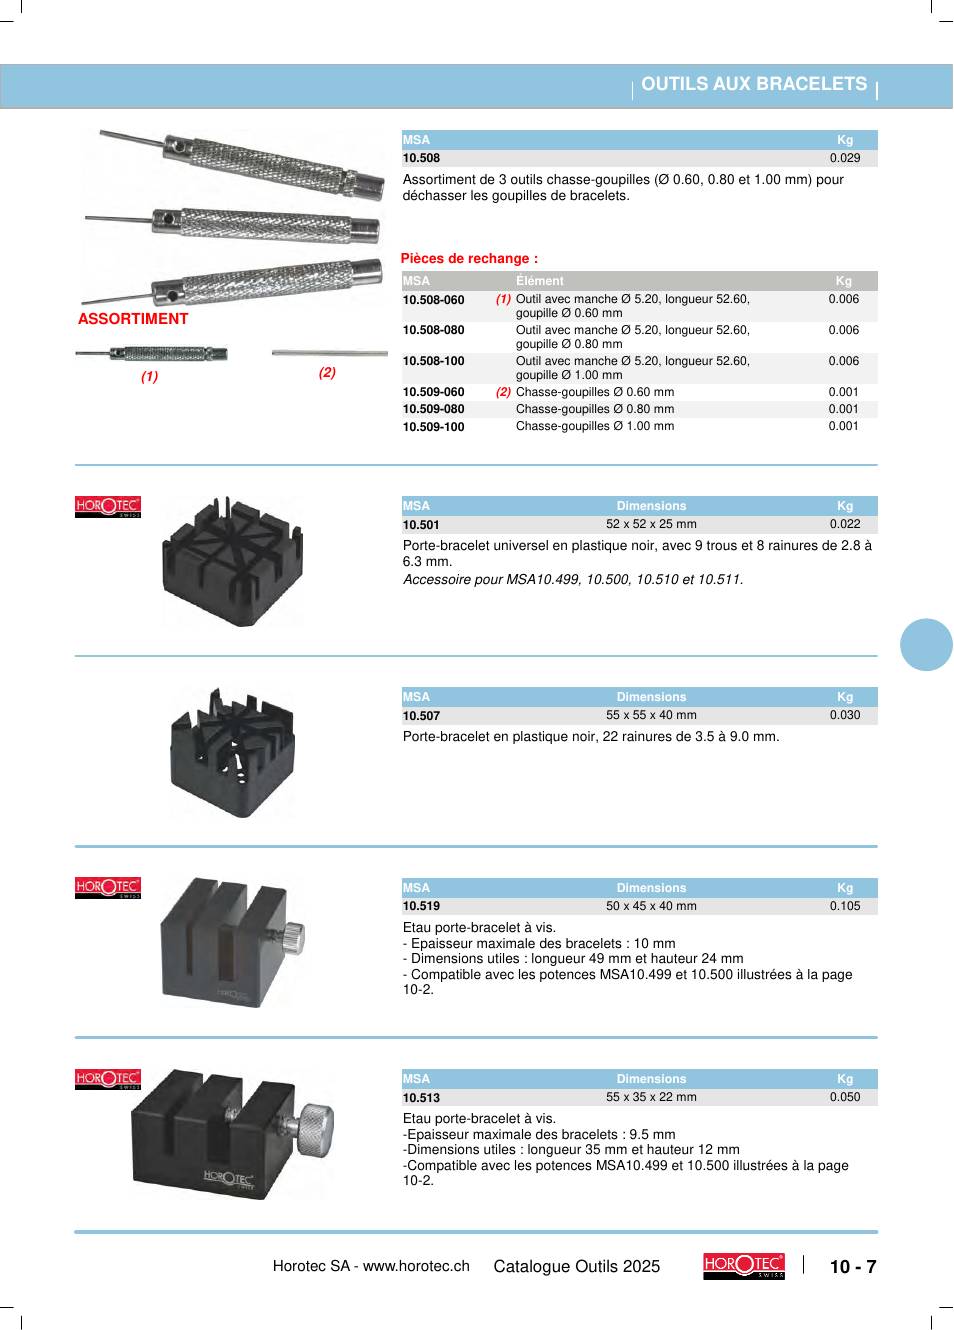 OUTILS AUX BRACELETS
ASSORTIMENT
(1)
(2)
MSA Kg
10.508 0.029
Assortiment de 3 outils chasse-goupilles (Ø 0.60, 0.80 et 1.00 mm) pour
déchasser les goupilles de bracelets.
Pièces de rechange :
MSA Élément Kg
10.508-060 (1) Outil avec manche Ø 5.20, longueur 52.60, 0.006
goupille Ø 0.60 mm
10.508-080 Outil avec manche Ø 5.20, longueur 52.60, 0.006
goupille Ø 0.80 mm
10.508-100 Outil avec manche Ø 5.20, longueur 52.60, 0.006
goupille Ø 1.00 mm
10.509-060 (2) Chasse-goupilles Ø 0.60 mm 0.001
10.509-080 Chasse-goupilles Ø 0.80 mm 0.001
10.509-100 Chasse-goupilles Ø 1.00 mm 0.001
HOROTEC®
SWISS
MSA Dimensions Kg
10.501 52 x 52 x 25 mm 0.022
Porte-bracelet universel en plastique noir, avec 9 trous et 8 rainures de 2.8 à
6.3 mm.
Accessoire pour MSA10.499, 10.500, 10.510 et 10.511.
MSA Dimensions Kg
10.507 55 x 55 x 40 mm 0.030
Porte-bracelet en plastique noir, 22 rainures de 3.5 à 9.0 mm.
HOROTEC®
SWISS
HOROTEC
MSA Dimensions Kg
10.519 50 x 45 x 40 mm 0.105
Etau porte-bracelet à vis.
- Epaisseur maximale des bracelets : 10 mm
- Dimensions utiles : longueur 49 mm et hauteur 24 mm
- Compatible avec les potences MSA10.499 et 10.500 illustrées à la page
10-2.
HOROTEC®
SWISS
HOROTEC®
SWISS
MSA Dimensions Kg
10.513 55 x 35 x 22 mm 0.050
Etau porte-bracelet à vis.
-Epaisseur maximale des bracelets : 9.5 mm
-Dimensions utiles : longueur 35 mm et hauteur 12 mm
-Compatible avec les potences MSA10.499 et 10.500 illustrées à la page
10-2.
Horotec SA - www.horotec.ch Catalogue Outils 2025 HOROTEC® SWISS 10 - 7